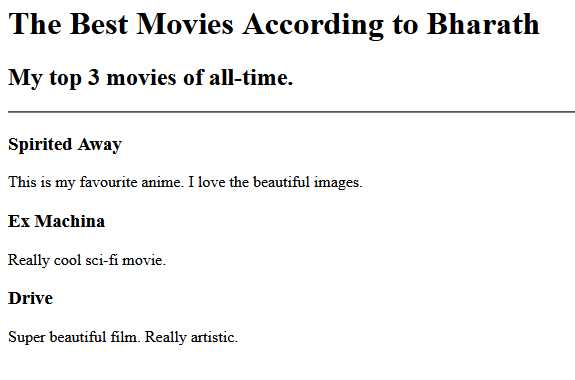 The Best Movies According to Bharath
My top 3 movies of all-time.
Spirited Away
This is my favourite anime. I love the beautiful images.
Ex Machina
Really cool sci-fi movie.
Drive
Super beautiful film. Really artistic.